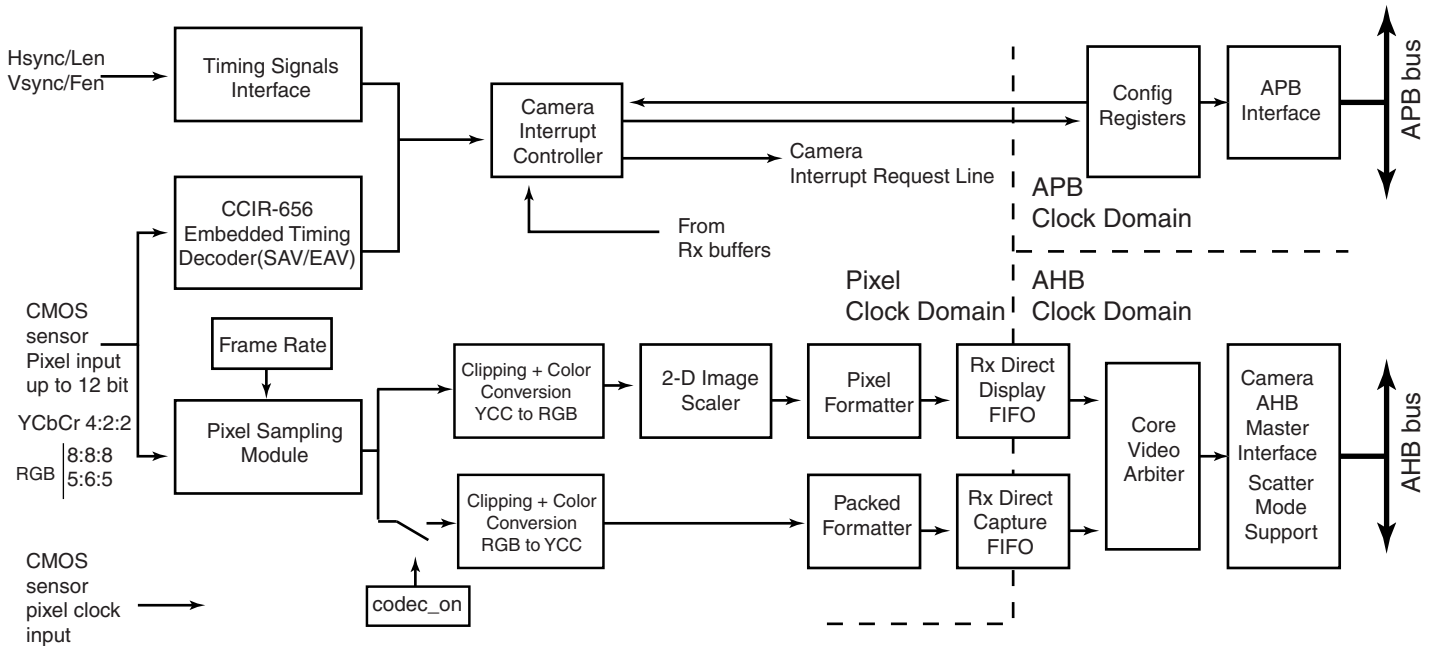 Hsync/Len
Vsync/Fen
Timing Signals
Interface
CCIR-656
Embedded Timing
Decoder(SAV/EAV)
Camera
Interrupt
Controller
Camera
Interrupt Request Line
From
Rx buffers
Config
Registers
APB
Interface
APB bus
APB
Clock Domain
Pixel
Clock Domain
AHB
Clock Domain
CMOS
sensor
Pixel input
up to 12 bit
YCbCr 4:2:2
RGB
8:8:8
5:6:5
Frame Rate
Pixel Sampling
Module
Clipping + Color
Conversion
YCC to RGB
2-D Image
Scaler
Pixel
Formatter
Rx Direct
Display
FIFO
Core
Video
Arbiter
Camera
AHB
Master
Interface
Scatter
Mode
Support
AHB bus
Clipping + Color
Conversion
RGB to YCC
Packed
Formatter
Rx Direct
Capture
FIFO
codec_on
CMOS
sensor
pixel clock
input